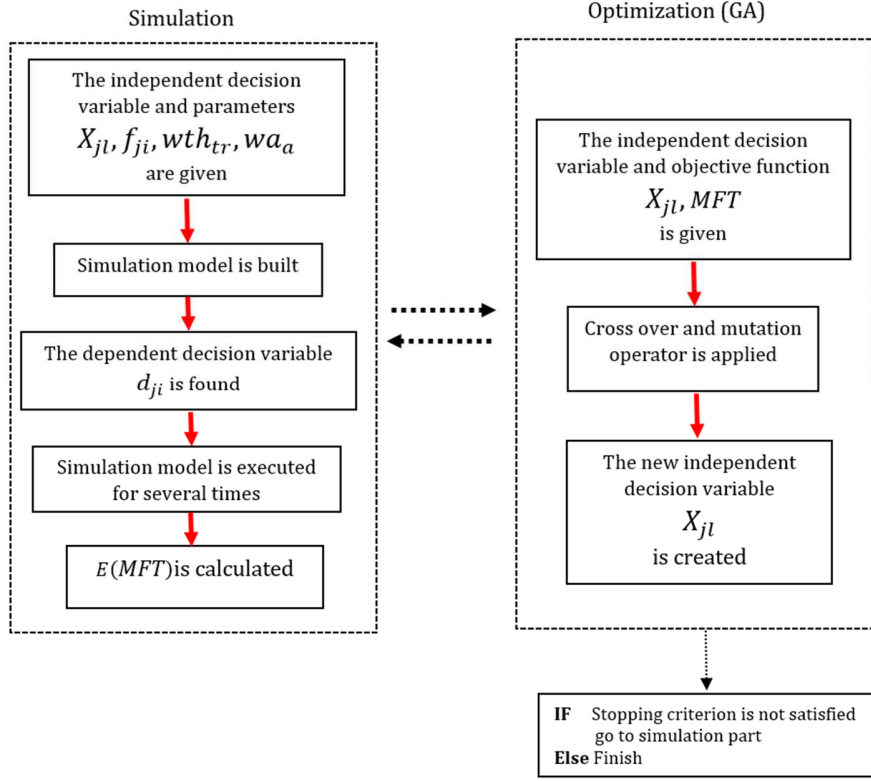 Simulation
The independent decision
variable and parameters
X_{jl}, f_{ji}, wth_{tr}, wa_a
are given
Simulation model is built
The dependent decision variable
d_{ji} is found
Simulation model is executed
for several times
E(MFT)is calculated
Optimization (GA)
The independent decision
variable and objective function
X_{jl}, MFT
is given
Cross over and mutation
operator is applied
The new independent
decision variable
X_{jl}
is created
IF Stopping criterion is not satisfied
go to simulation part
Else Finish